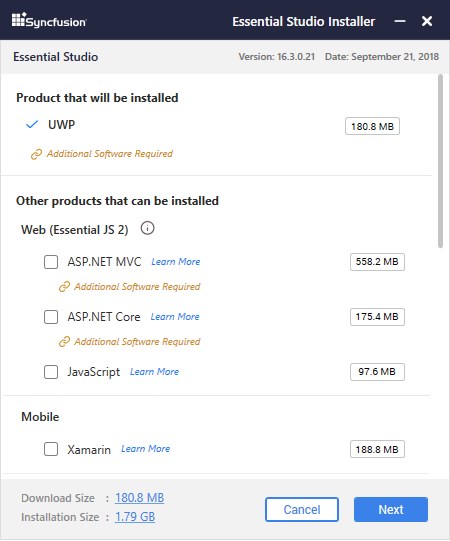 Syncfusion® Essential Studio Installer
Essential Studio Version: 16.3.0.21 Date: September 21, 2018
Product that will be installed
UWP 180.8 MB
Additional Software Required
Other products that can be installed
Web (Essential JS 2)
ASP.NET MVC Learn More 558.2 MB
Additional Software Required
ASP.NET Core Learn More 175.4 MB
Additional Software Required
JavaScript Learn More 97.6 MB
Mobile
Xamarin Learn More 188.8 MB
Download Size : 180.8 MB
Installation Size : 1.79 GB
Cancel Next